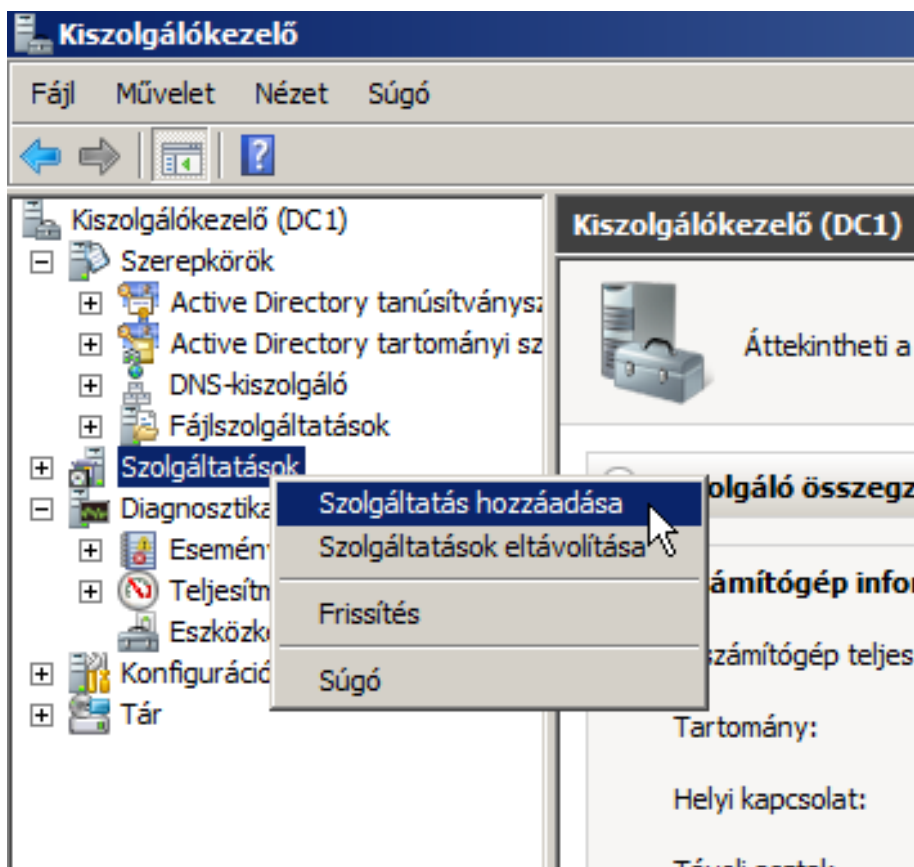 Kiszolgálókezelő
Fájl Művelet Nézet Súgó
Kiszolgálókezelő (DC1)
Szerepkörök
Active Directory tanúsítványsz
Active Directory tartományi sz
DNS-kiszolgáló
Fájlszolgáltatások
Szolgáltatások
Diagnosztika
Esemén
Teljesítm
Eszközk
Konfiguráció
Tár
Szolgáltatás hozzáadása
Szolgáltatások eltávolítása
Frissítés
Súgó
Kiszolgálókezelő (DC1)
Áttekintheti a
olgáló összegz
ámítógép infor
számítógép teljes
Tartomány:
Helyi kapcsolat: